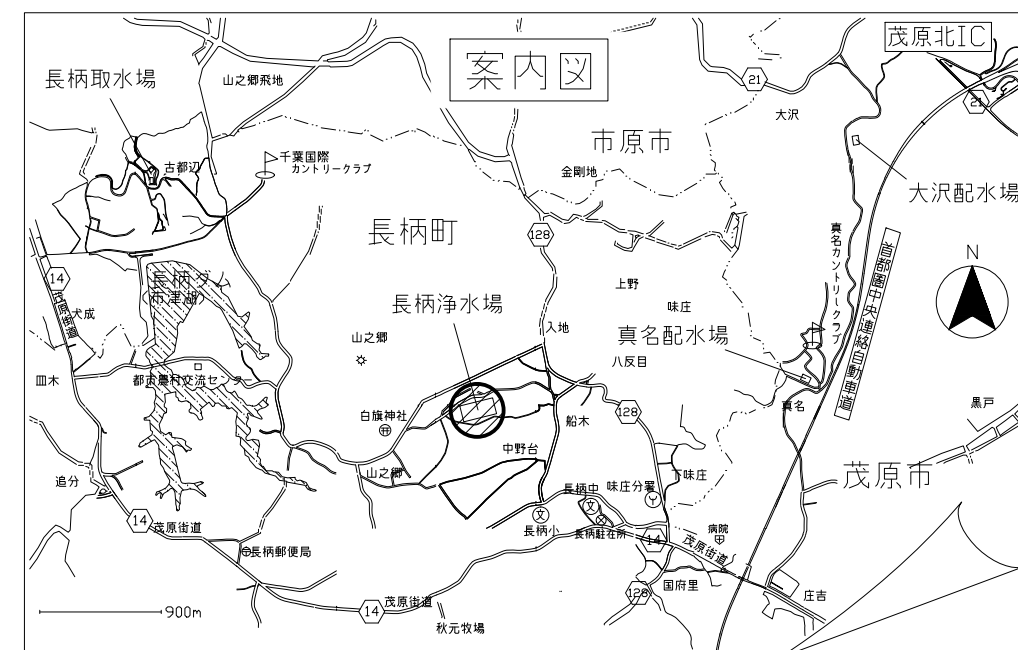 案内図
茂原北IC
長柄取水場
山之郷飛地
21
21
大沢
市原市
金剛地
古都辺
千葉国際
カントリークラブ
大沢配水場
長柄町
128
真名カントリークラブ
首都圏中央連絡自動車道
N
14
茂原街道
長柄ダム
(市津湖)
犬成
上野
味庄
長柄浄水場
入地
真名配水場
八反目
山之郷
皿木
都市農村交流センター
真名
黒戸
白旗神社
船木
128
中野台
茂原市
山之郷
追分
下味庄
味庄分署
長柄中
文
文
長柄小
長柄駐在所
病院
14
茂原街道
14
茂原街道
長柄郵便局
国府里
128
庄吉
900m
14
茂原街道
秋元牧場